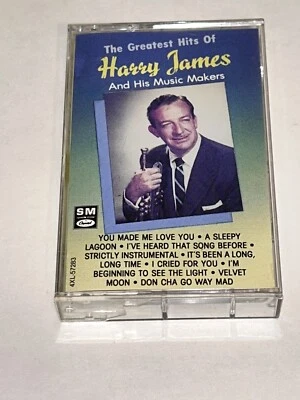 The Greatest Hits Of
Harry James
And His Music Makers
SM
Capitol
4XL-57283
YOU MADE ME LOVE YOU • A SLEEPY
LAGOON • I'VE HEARD THAT SONG BEFORE •
STRICTLY INSTRUMENTAL • IT'S BEEN A LONG,
LONG TIME • I CRIED FOR YOU • I'M
BEGINNING TO SEE THE LIGHT • VELVET
MOON • DON CHA GO WAY MAD